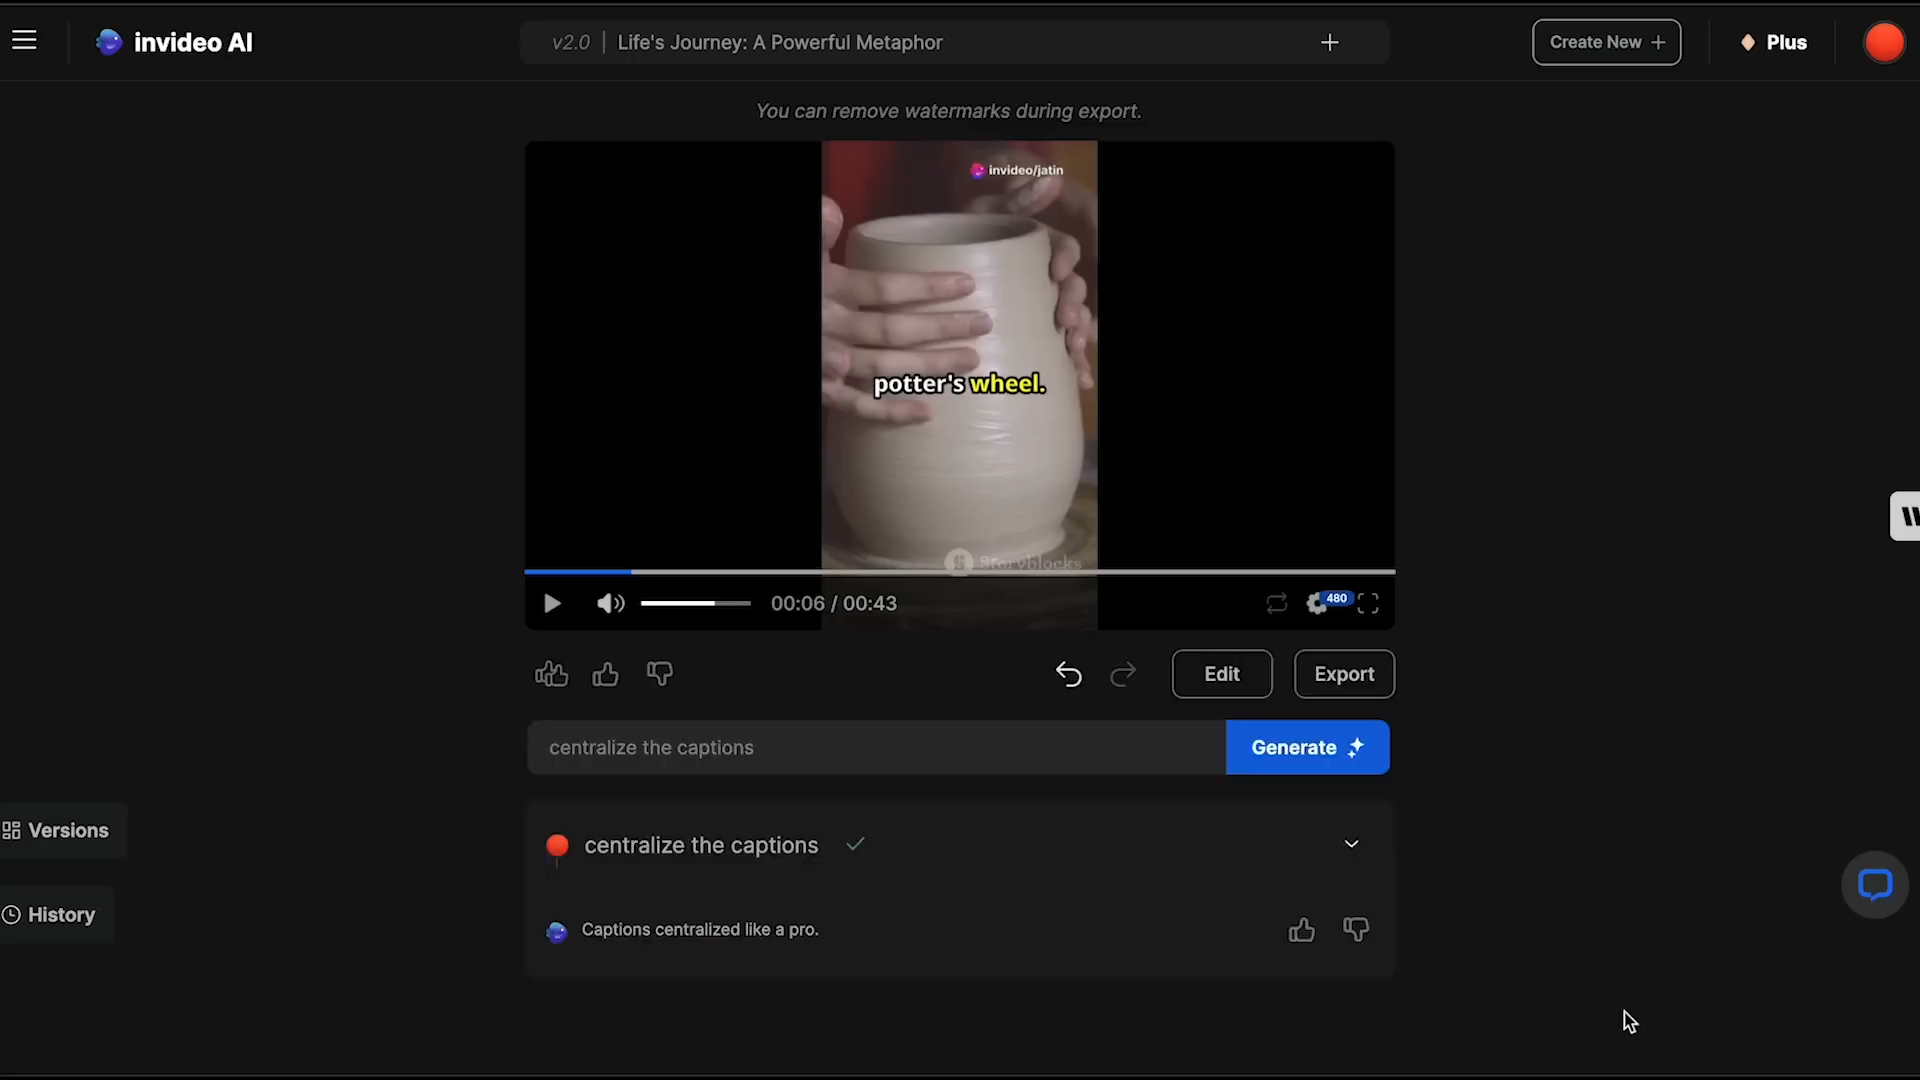 invideo AI
v2.0 | Life's Journey: A Powerful Metaphor
Create New +
Plus
You can remove watermarks during export.
invideo/jatin
potter's wheel.
Storyblocks
00:06 / 00:43
480
Edit
Export
centralize the captions
Generate
centralize the captions
Captions centralized like a pro.
Versions
History